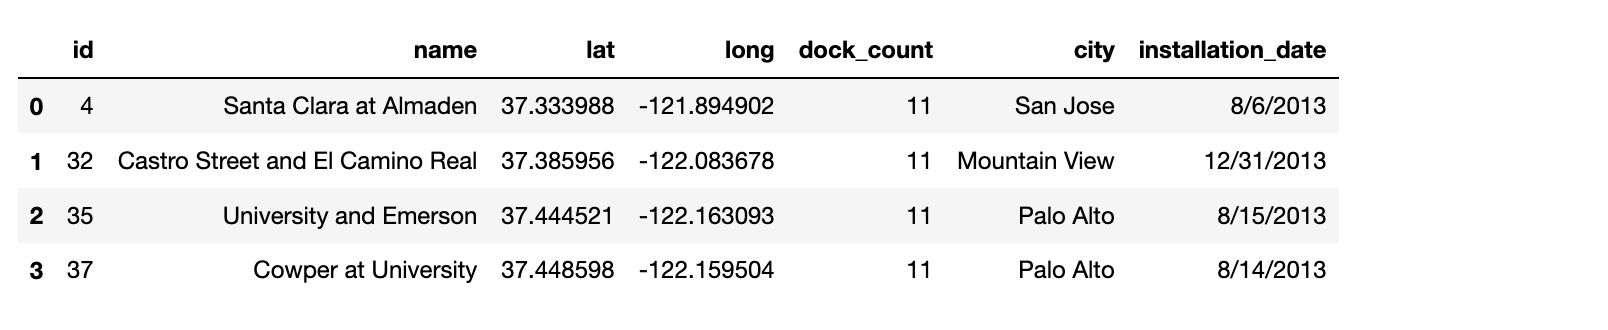 id name lat long dock_count city installation_date
0 4 Santa Clara at Almaden 37.333988 -121.894902 11 San Jose 8/6/2013
1 32 Castro Street and El Camino Real 37.385956 -122.083678 11 Mountain View 12/31/2013
2 35 University and Emerson 37.444521 -122.163093 11 Palo Alto 8/15/2013
3 37 Cowper at University 37.448598 -122.159504 11 Palo Alto 8/14/2013